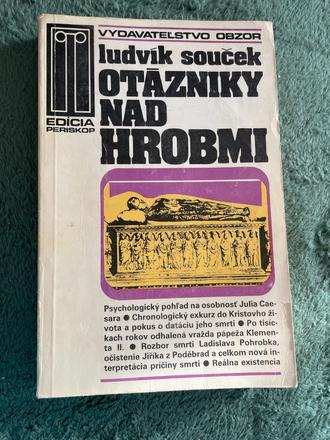 VYDAVATEĽSTVO OBZOR
ludvík souček
OTÁZNIKY
NAD
HROBMI
EDÍCIA
PERISKOP
Psychologický pohľad na osobnosť Julia Cae-
sara ● Chronologický exkurz do Kristovho ži-
vota a pokus o datáciu jeho smrti ● Po tisíc-
kach rokov odhalená vražda pápeža Klemen-
ta II. ● Rozbor smrti Ladislava Pohrobka,
očistenie Jiříka z Poděbrad a celkom nová in-
terpretácia príčiny smrti ● Reálna existencia